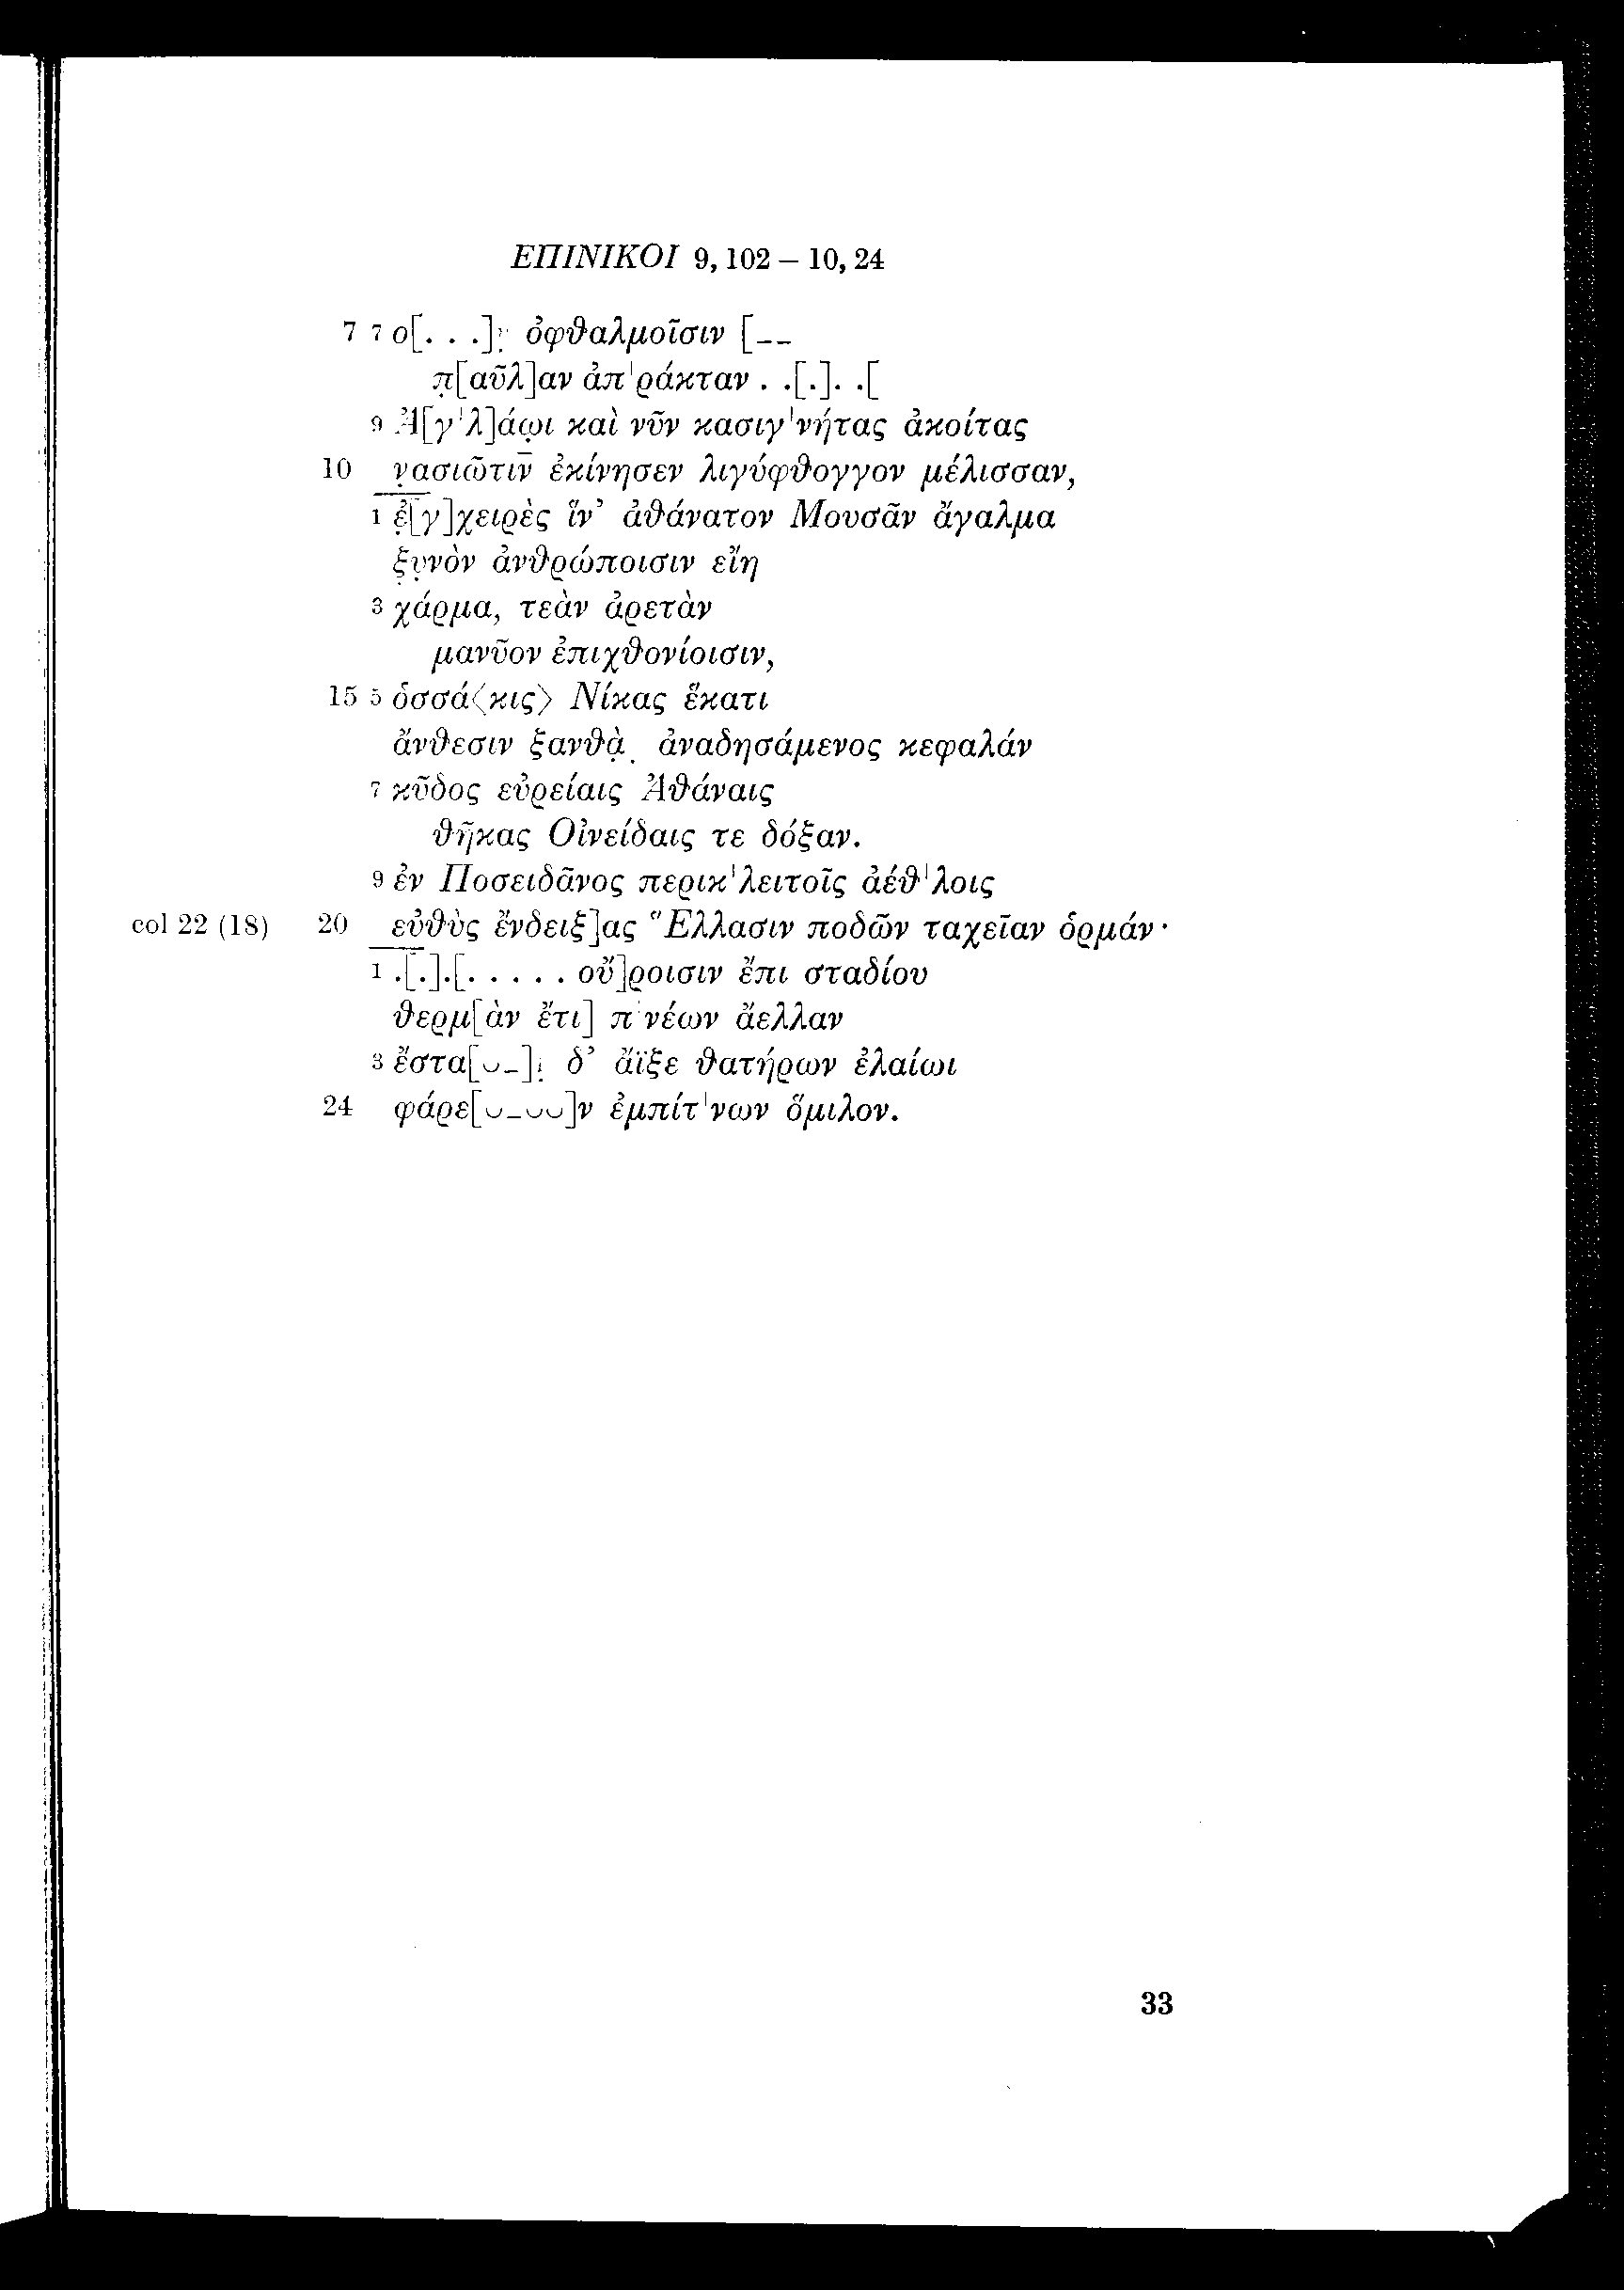 ΕΠΙΝΙΚΟΙ 9, 102 – 10, 24
7 7 ο[. . .]ν̣ ὀφθαλμοῖσιν [_ _
π̣[αῦλ]αν ἀπ'ράκταν . .[.]. .[
9 Ἀ[γ'λ]άῳι καὶ νῦν κασιγ'νήτας ἀκοίτας
10 ν̣ασιῶτιν̅ ἐκίνησεν λιγύφθογγον μέλισσαν,
1 ἐ̣[γ]χειρὲς ἵν’ ἀθάνατον Μουσᾶν ἄγαλμα
ξ̣υ̣νὸν ἀνθρώποισιν εἴη
3 χάρμα, τεὰν ἀρετὰν
μανῦον ἐπιχθονίοισιν,
15 5 ὁσσά⟨κις⟩ Νίκας ἕκατι
ἄνθεσιν ξανθὰ̣. ἀναδησάμενος κεφαλάν
7 κῦδος εὐρείαις Ἀθάναις
θῆκας Οἰνείδαις τε δόξαν.
9 ἐν Ποσειδᾶνος περικ'λειτοῖς ἀέθ'λοις
col 22 (18) 20 εὐθὺς ἔνδειξ]ας Ἕλλασιν ποδῶν ταχεῖαν ὁρμάν·
1 .[.].[. . . . . οὔ]ροισιν ἔπι σταδίου
θερμ[ὰν ἔτι] π'νέων ἄελλαν
3 ἔστα[⏑_]ι̣ δ’ ἄϊξε θατήρων ἐλαίωι
24 φάρε[⏑_⏑⏑]ν ἐμπίτ'νων ὅμιλον.
33